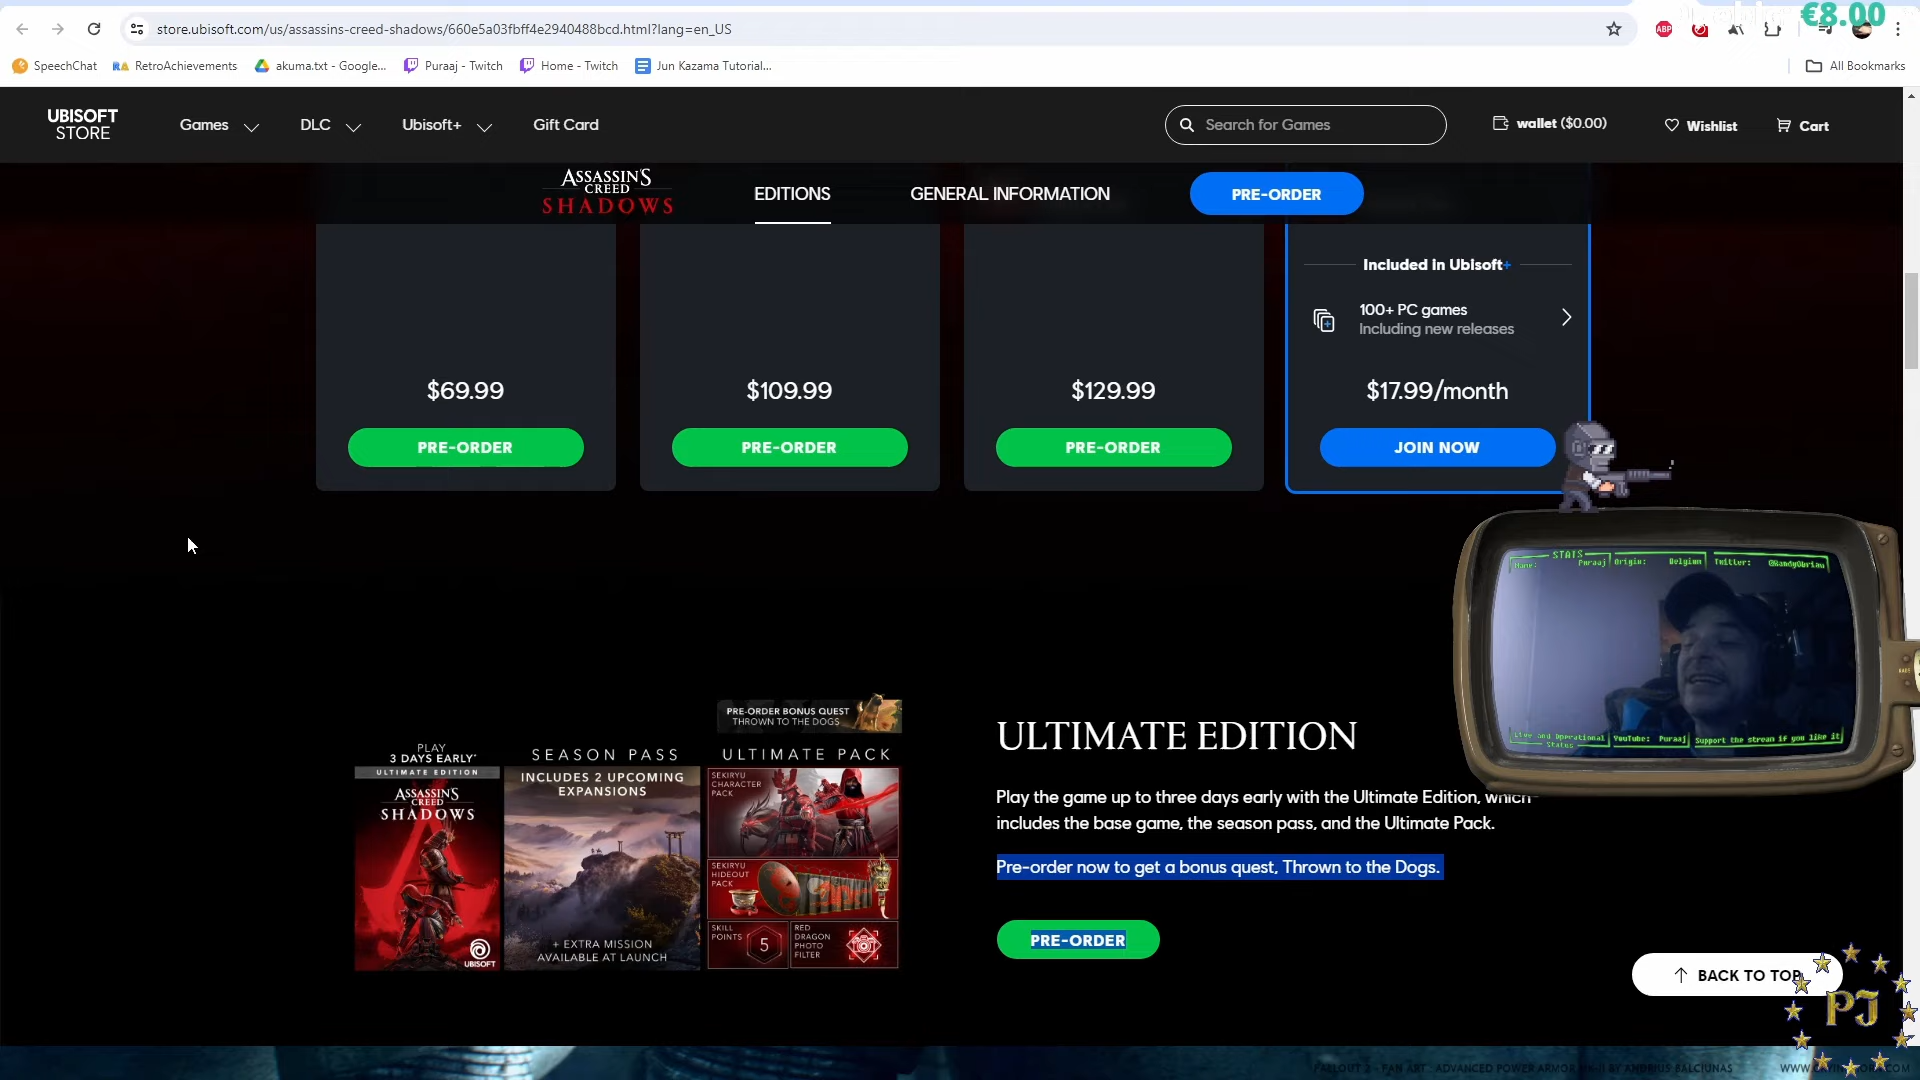 €8.00
store.ubisoft.com/us/assassins-creed-shadows/660e5a03fbff4e2940488bcd.html?lang=en_US
ABP
SpeechChat
RA RetroAchievements
akuma.txt - Google...
Puraaj - Twitch
Home - Twitch
Jun Kazama Tutorial...
All Bookmarks
UBISOFT
STORE
Games
DLC
Ubisoft+
Gift Card
Search for Games
wallet ($0.00)
Wishlist
Cart
ASSASSIN'S
CREED
SHADOWS
EDITIONS
GENERAL INFORMATION
PRE-ORDER
Included in Ubisoft+
100+ PC games
Including new releases
$69.99
$109.99
$129.99
$17.99/month
PRE-ORDER
PRE-ORDER
PRE-ORDER
JOIN NOW
STATS
Name: Puraaj
Origin: Belgium
Twitter: @NandyObriau
Live and Operational
Status
YouTube: Puraaj
Support the stream if you like it
PRE-ORDER BONUS QUEST
THROWN TO THE DOGS
PLAY
3 DAYS EARLY*
ULTIMATE EDITION
ASSASSIN'S
CREED
SHADOWS
UBISOFT
SEASON PASS
INCLUDES 2 UPCOMING
EXPANSIONS
+ EXTRA MISSION
AVAILABLE AT LAUNCH
ULTIMATE PACK
SEKIRYU
CHARACTER
PACK
SEKIRYU
HIDEOUT
PACK
SKILL
POINTS
5
RED
DRAGON
PHOTO
FILTER
ULTIMATE EDITION
Play the game up to three days early with the Ultimate Edition, which
includes the base game, the season pass, and the Ultimate Pack.
Pre-order now to get a bonus quest, Thrown to the Dogs.
PRE-ORDER
BACK TO TOP
PJ